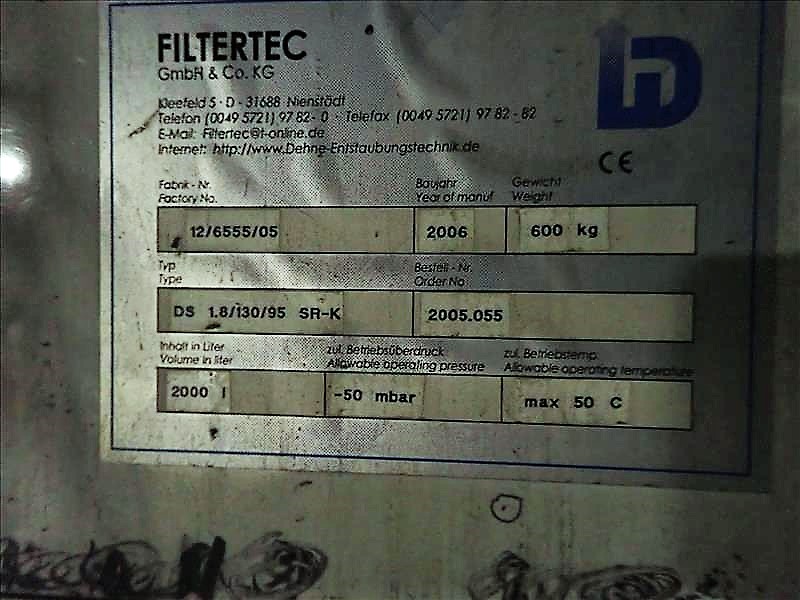 FILTERTEC
GmbH & Co. KG
Kleefeld 5 · D - 31688 Nienstädt
Telefon (0049 5721) 97 82- 0 · Telefax (0049 5721) 97 82 - 82
E-Mail: Filtertec@t-online.de
Internet: http://www.Dehne-Entstaubungstechnik.de
CE
Fabrik - Nr. Baujahr Gewicht
Factory No. Year of manuf Weight
12/6555/05 2006 600 kg
Typ Bestell - Nr.
Type Order No
DS 1.8/130/95 SR-K 2005.055
Inhalt in Liter zul. Betriebsüberdruck zul. Betriebstemp.
Volume in liter Allowable operating pressure Allowable operating temperature
2000 l -50 mbar max 50 C